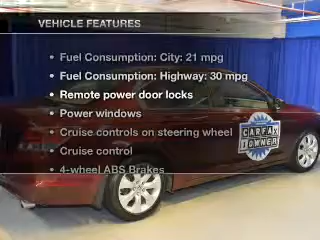 VEHICLE FEATURES
• Fuel Consumption: City: 21 mpg
• Fuel Consumption: Highway: 30 mpg
• Remote power door locks
• Power windows
• Cruise controls on steering wheel
• Cruise control
• 4-wheel ABS Brakes
CARFAX
1 OWNER